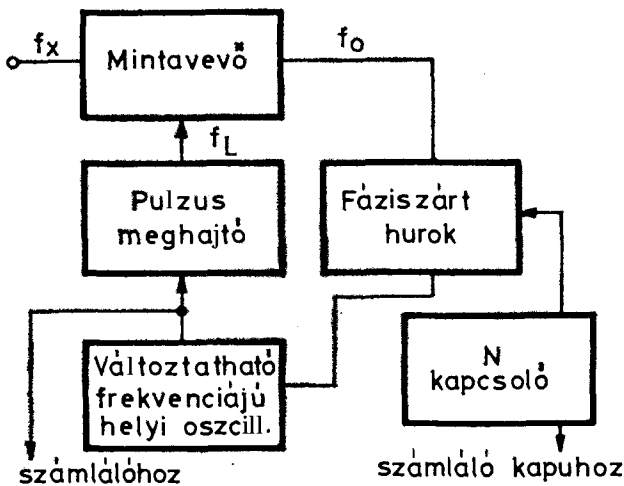 fx
Mintavevő
fo
fL
Pulzus
meghajtó
Fáziszárt
hurok
Változtatható
frekvenciájú
helyi oszcill.
N
kapcsoló
számlálóhoz
számláló kapuhoz